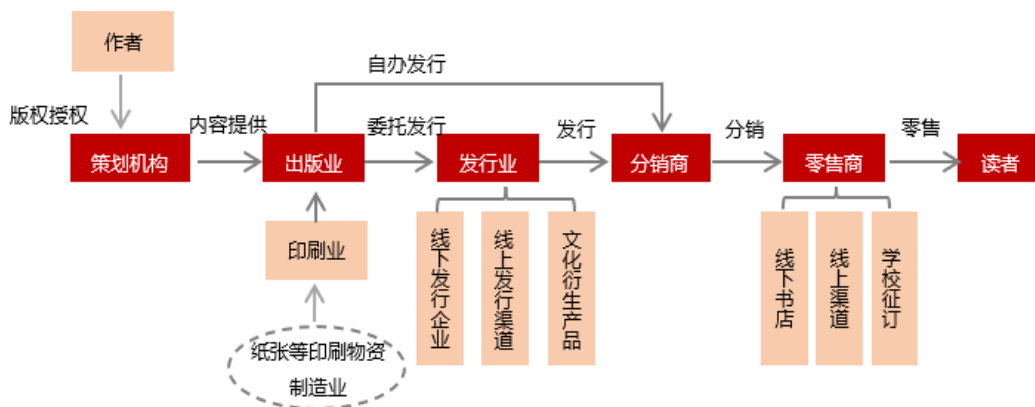 作者
自办发行
版权授权
内容提供
委托发行
发行
分销
零售
策划机构
出版业
发行业
分销商
零售商
读者
印刷业
线下发行企业
线上发行渠道
文化衍生产品
线下书店
线上渠道
学校征订
纸张等印刷物资
制造业